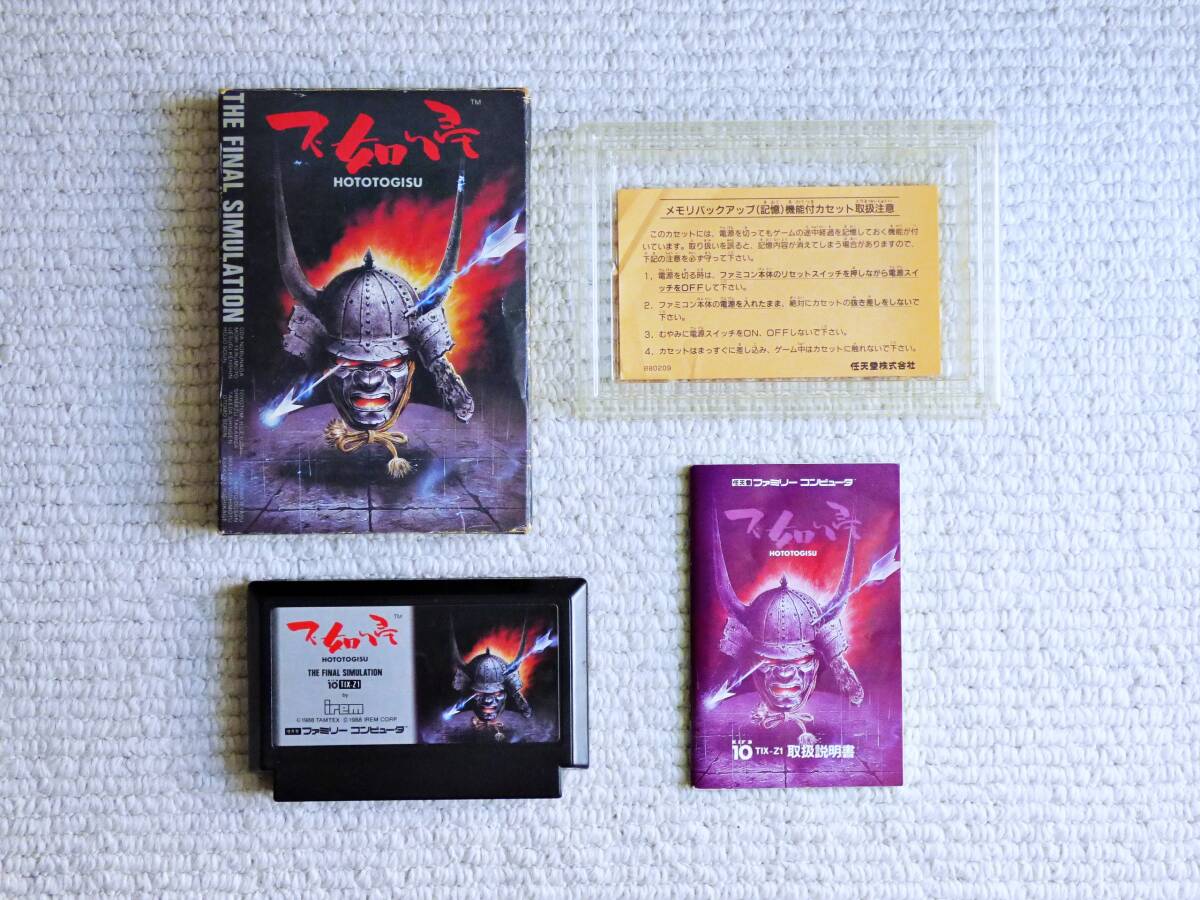 不如帰
TM
HOTOTOGISU
THE FINAL SIMULATION
ODA NOBUNAGA
UESUGI KENSHIN
TAKEDA SHINGEN
メモリバックアップ(記憶)機能付カセット取扱注意
このカセットには、電源を切ってもゲームの途中経過を記憶しておく機能が付
いています。取り扱いを誤ると、記憶内容が消えてしまう場合がありますので、
下記の注意を必ず守って下さい。
1. 電源を切る時は、ファミコン本体のリセットスイッチを押しながら電源スイ
ッチをOFFして下さい。
2. ファミコン本体の電源を入れたまま、絶対にカセットの抜き差しをしないで
下さい。
3. むやみに電源スイッチをON、OFFしないで下さい。
4. カセットはまっすぐに差し込み、ゲーム中はカセットに触れないで下さい。
880209
任天堂株式会社
不如帰
TM
HOTOTOGISU
THE FINAL SIMULATION
10 TIX-Z1
by
irem
©1988 TAMTEX ©1988 IREM CORP.
ファミリー コンピュータ
ファミリー コンピュータ
不如帰
HOTOTOGISU
10 TIX-Z1 取扱説明書